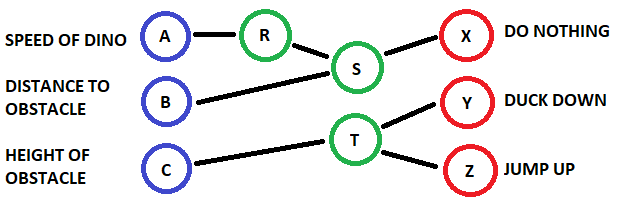 SPEED OF DINO
A
R
S
X
DO NOTHING
DISTANCE TO
OBSTACLE
B
Y
DUCK DOWN
HEIGHT OF
OBSTACLE
C
T
Z
JUMP UP